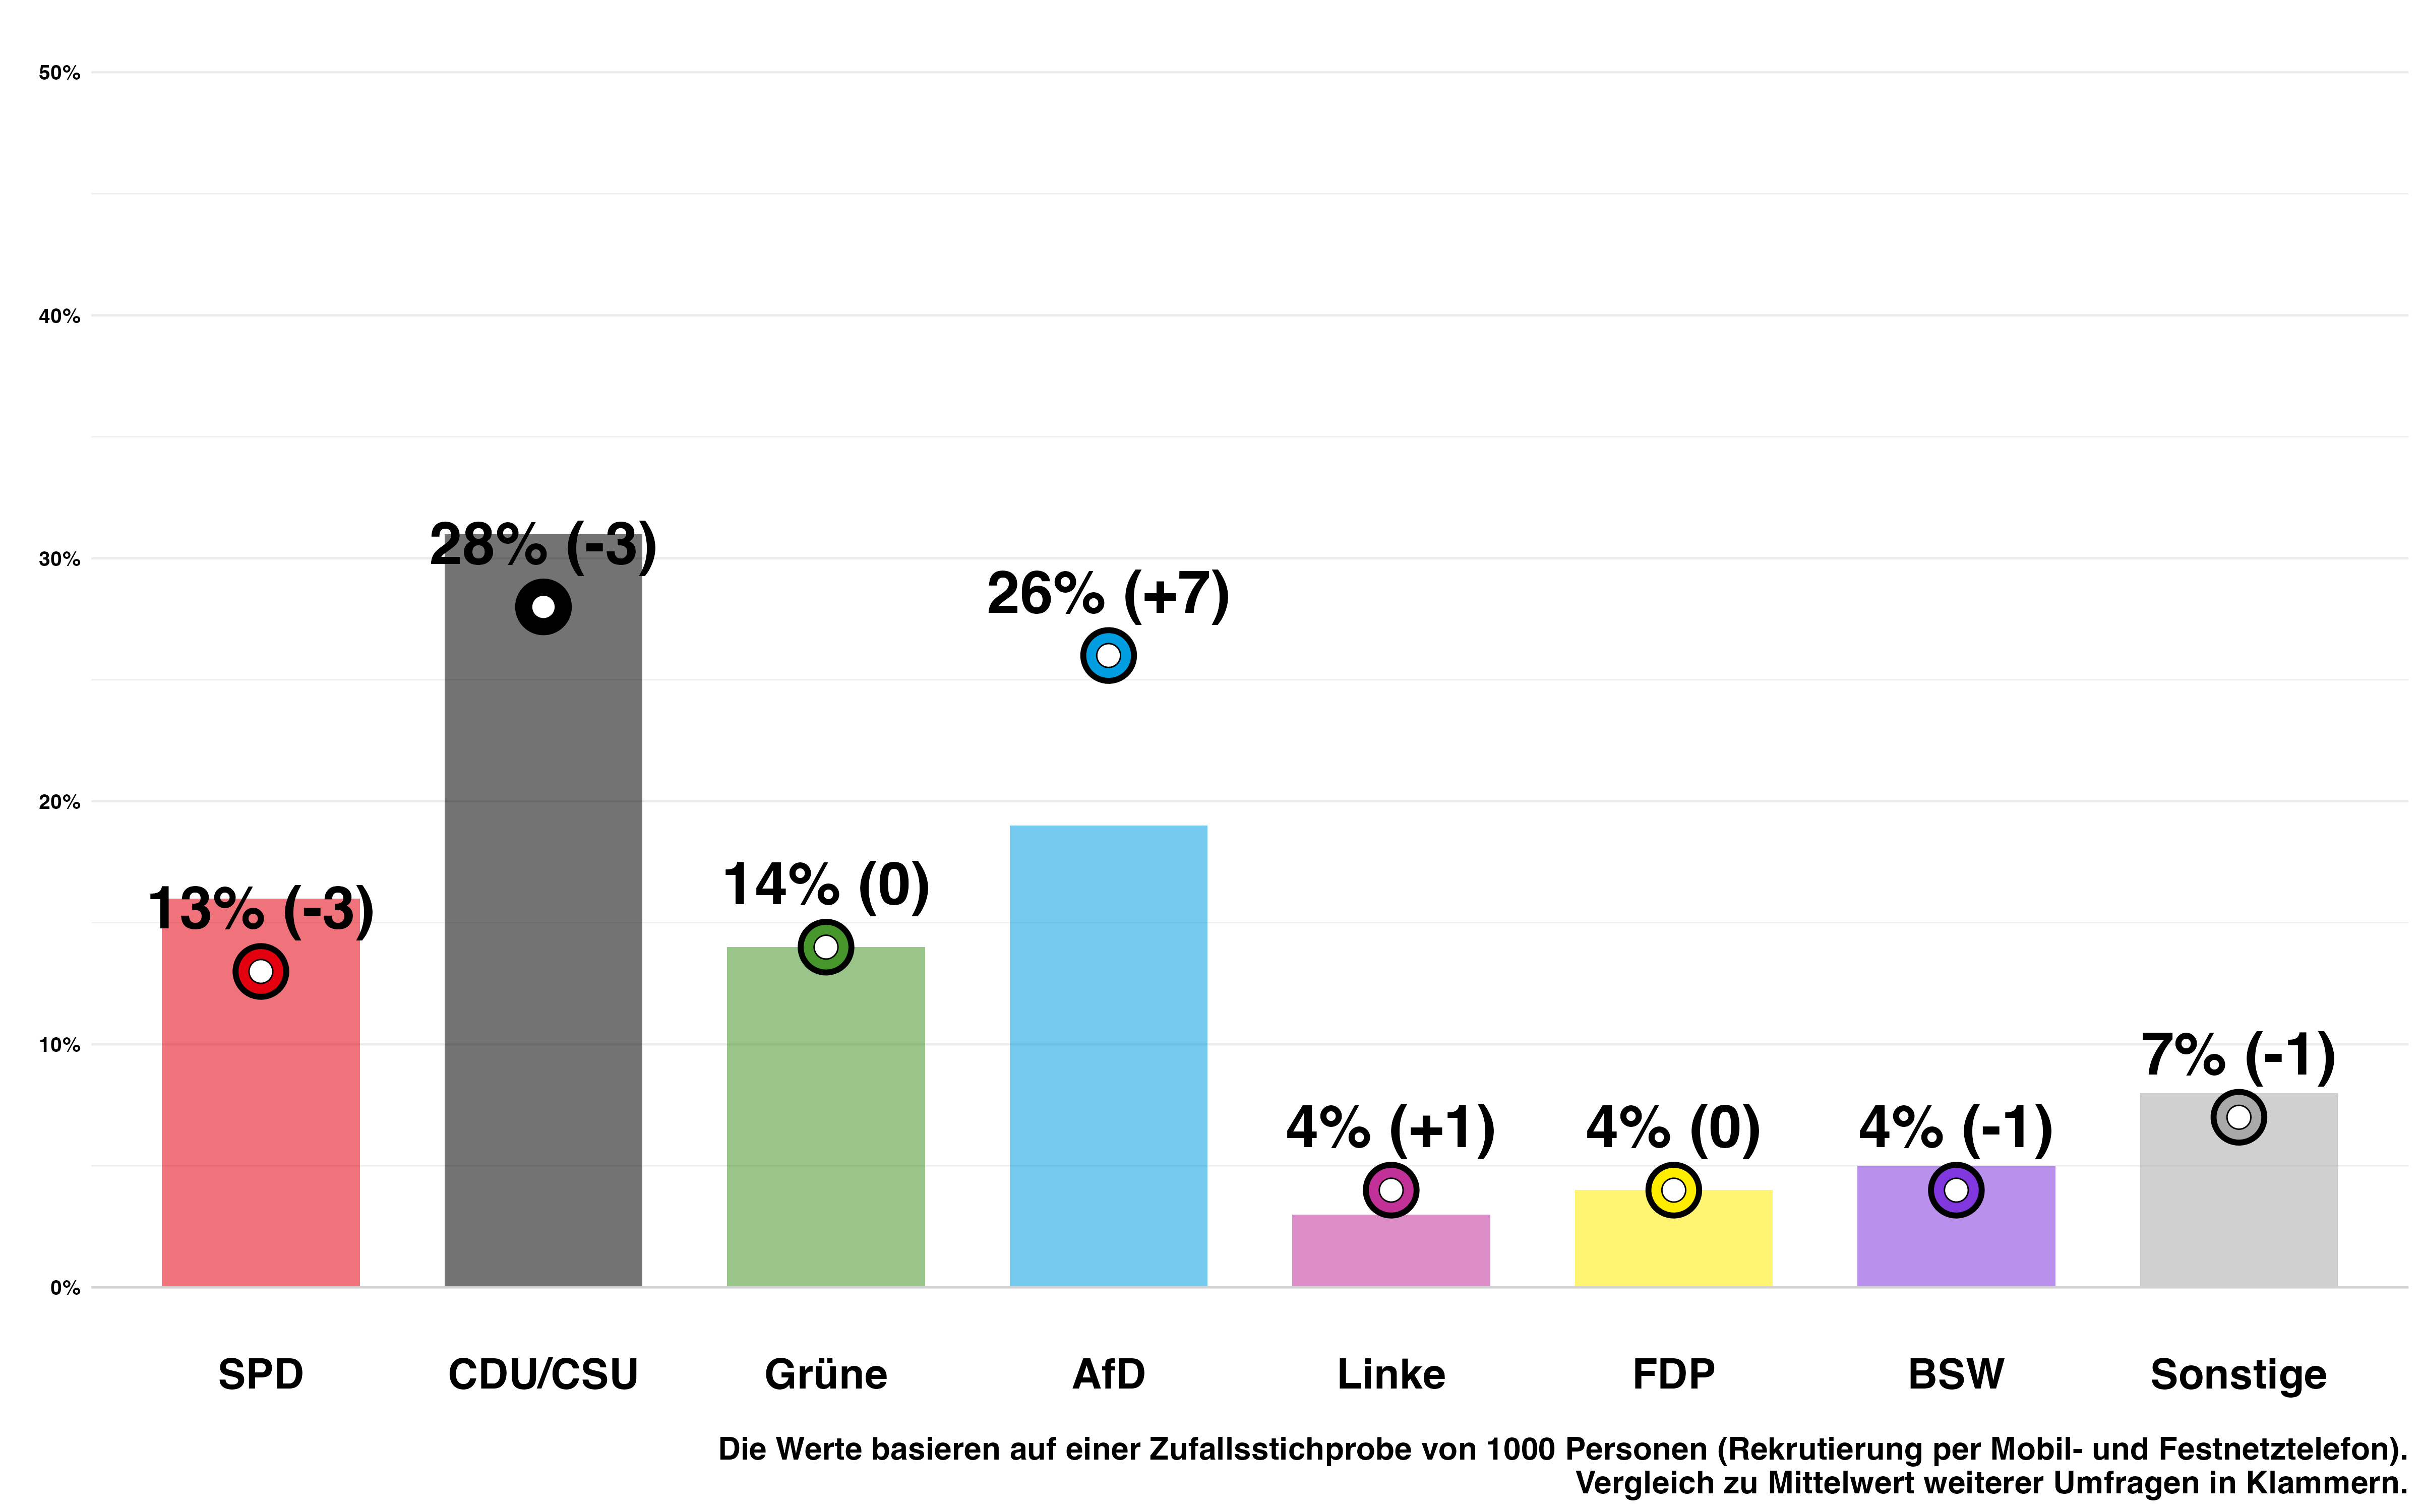 50%
40%
30%
20%
10%
0%
13% (-3)
28% (-3)
14% (0)
26% (+7)
4% (+1)
4% (0)
4% (-1)
7% (-1)
SPD
CDU/CSU
Grüne
AfD
Linke
FDP
BSW
Sonstige
Die Werte basieren auf einer Zufallsstichprobe von 1000 Personen (Rekrutierung per Mobil- und Festnetztelefon).
Vergleich zu Mittelwert weiterer Umfragen in Klammern.